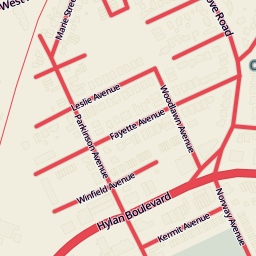 West
Marie Street
ove Road
Leslie Avenue
Woodlawn Avenue
Fayette Avenue
Parkinson Avenue
Winfield Avenue
Hylan Boulevard
Kermit Avenue
Norway Avenue